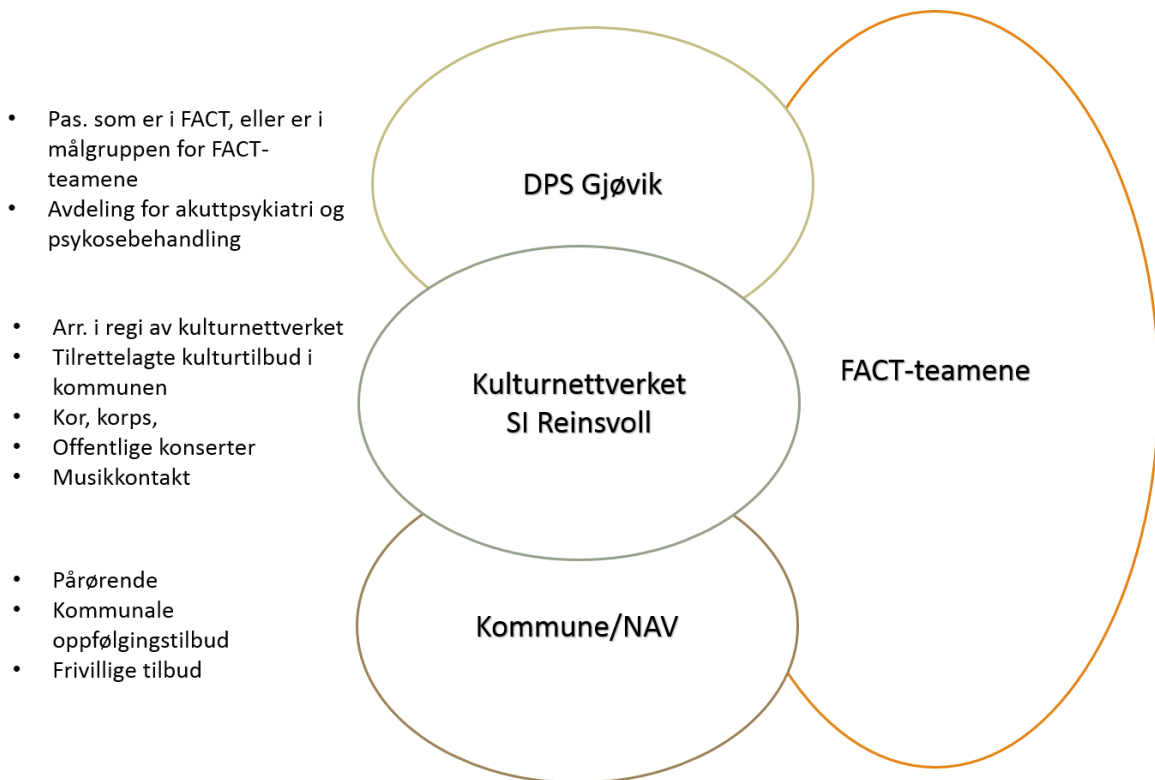 • Pas. som er i FACT, eller er i
målgruppen for FACT-
teamene
• Avdeling for akuttpsykiatri og
psykosebehandling
DPS Gjøvik
• Arr. i regi av kulturnettverket
• Tilrettelagte kulturtilbud i
kommunen
• Kor, korps,
• Offentlige konserter
• Musikkontakt
Kulturnettverket
SI Reinsvoll
FACT-teamene
• Pårørende
• Kommunale
oppfølgingstilbud
• Frivillige tilbud
Kommune/NAV